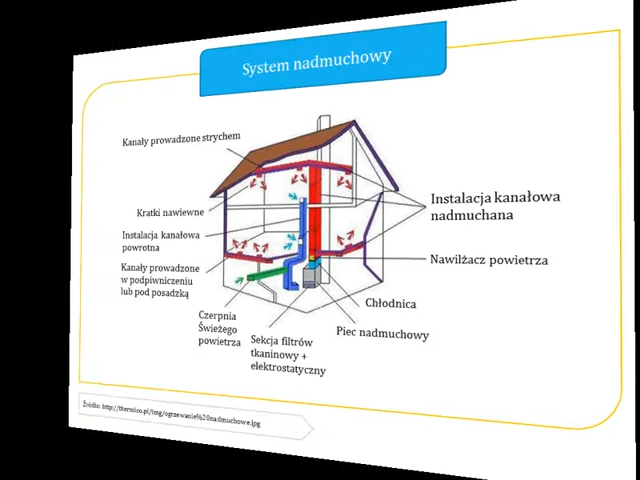 System nadmuchowy
Kanały prowadzone strychem
Kratki nawiewne
Instalacja kanałowa
powrotna
Kanały prowadzone
w podpiwniczeniu
lub pod posadzką
Czerpnia
Świeżego
powietrza
Sekcja filtrów
tkaninowy +
elektrostatyczny
Piec nadmuchowy
Chłodnica
Nawilżacz powietrza
Instalacja kanałowa
nadmuchana
Źródło: http://thermico.pl/img/ogrzewanie%20nadmuchowe.jpg